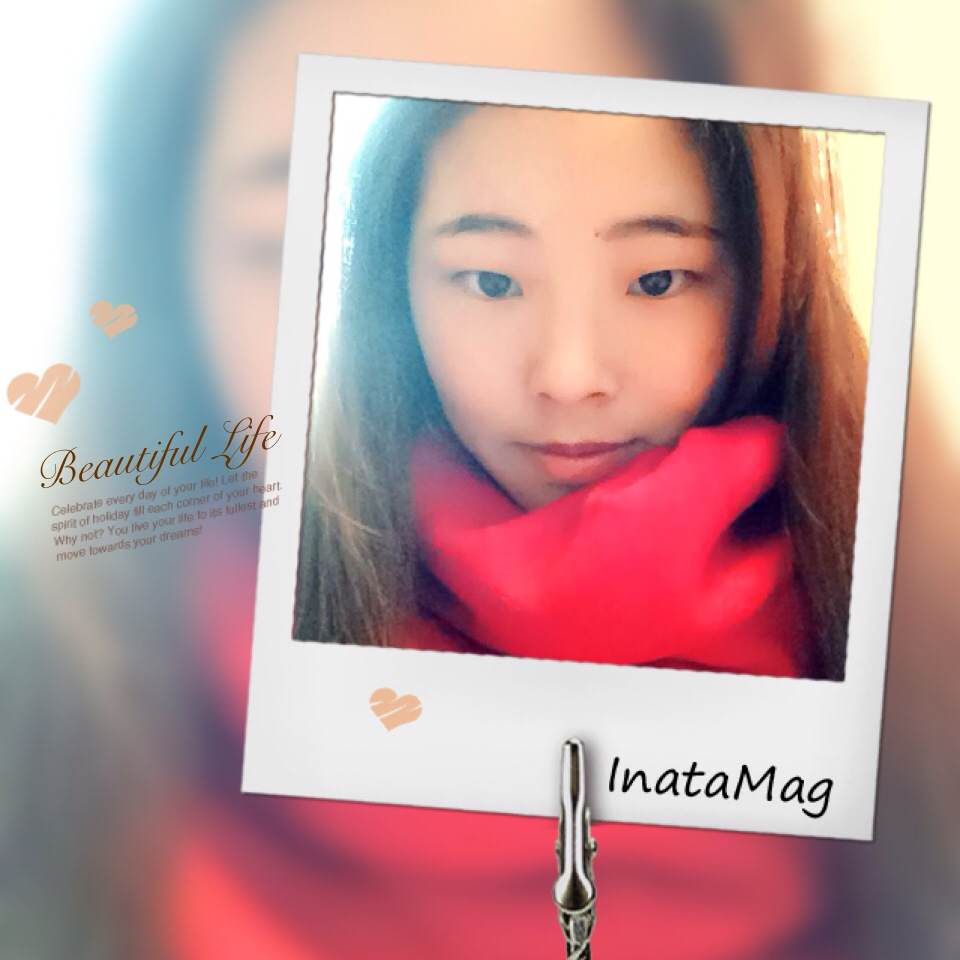 Beautiful Life
Celebrate every day of your life! Let the
spirit of holiday fill each corner of your heart.
Why not? You live your life to its fullest and
move towards your dreams!
InataMag